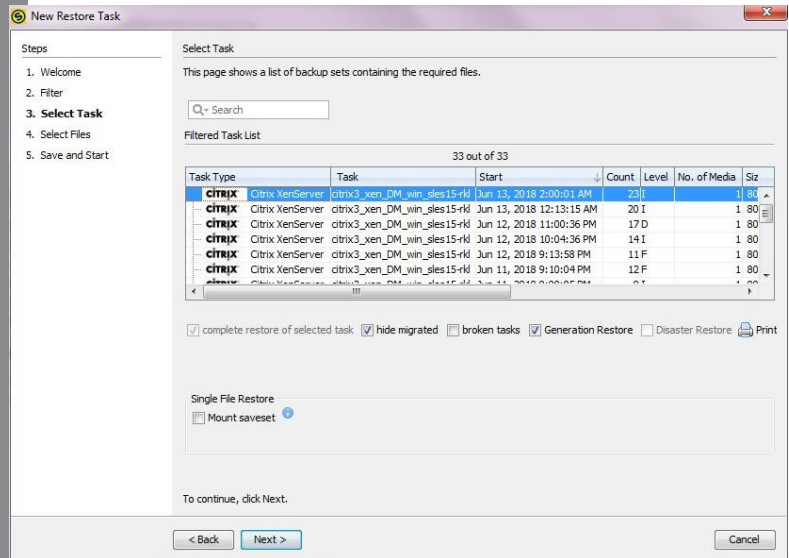 New Restore Task
Steps
1. Welcome
2. Filter
3. Select Task
4. Select Files
5. Save and Start
Select Task
This page shows a list of backup sets containing the required files.
Search
Filtered Task List
33 out of 33
Task Type Task Start Count Level No. of Media Siz
CITRIX Citrix XenServer citrix3_xen_DM_win_sles15-rkl Jun 13, 2018 2:00:01 AM 23 I 1 80
CITRIX Citrix XenServer citrix3_xen_DM_win_sles15-rkl Jun 13, 2018 12:13:15 AM 20 I 1 80
CITRIX Citrix XenServer citrix3_xen_DM_win_sles15-rkl Jun 12, 2018 11:00:36 PM 17 D 1 80
CITRIX Citrix XenServer citrix3_xen_DM_win_sles15-rkl Jun 12, 2018 10:04:36 PM 14 I 1 80
CITRIX Citrix XenServer citrix3_xen_DM_win_sles15-rkl Jun 12, 2018 9:13:58 PM 11 F 1 80
CITRIX Citrix XenServer citrix3_xen_DM_win_sles15-rkl Jun 11, 2018 9:10:04 PM 12 F 1 80
complete restore of selected task hide migrated broken tasks Generation Restore Disaster Restore Print
Single File Restore
Mount saveset
To continue, click Next.
< Back Next > Cancel